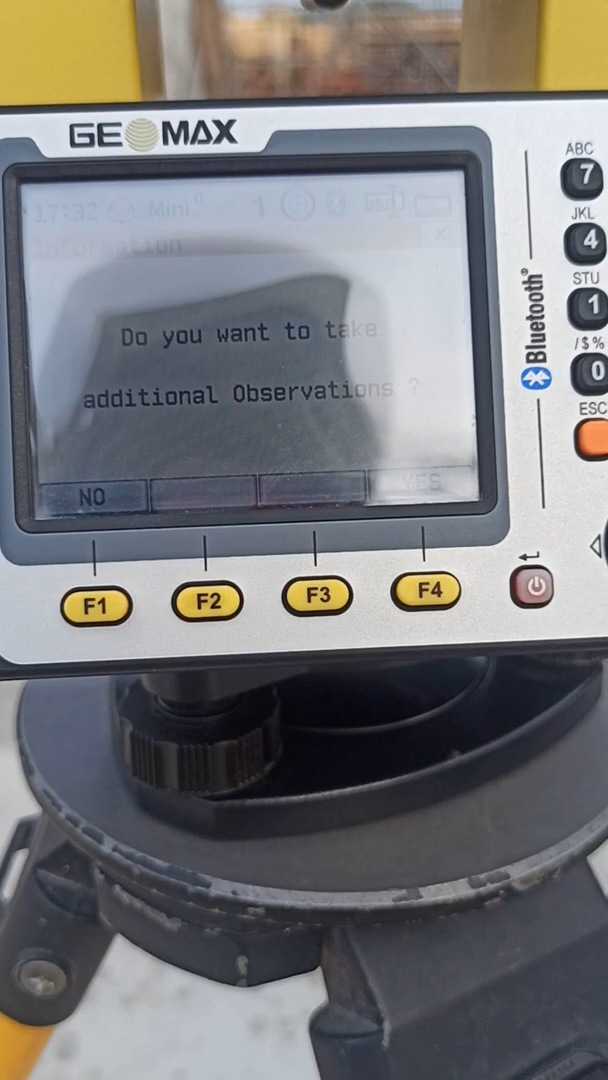 GEOMAX
17:32 Mini° 1 abc
Information
×
Do you want to take
additional Observations ?
NO YES
F1 F2 F3 F4
Bluetooth®
ABC
7
JKL
4
STU
1
/$%
0
ESC